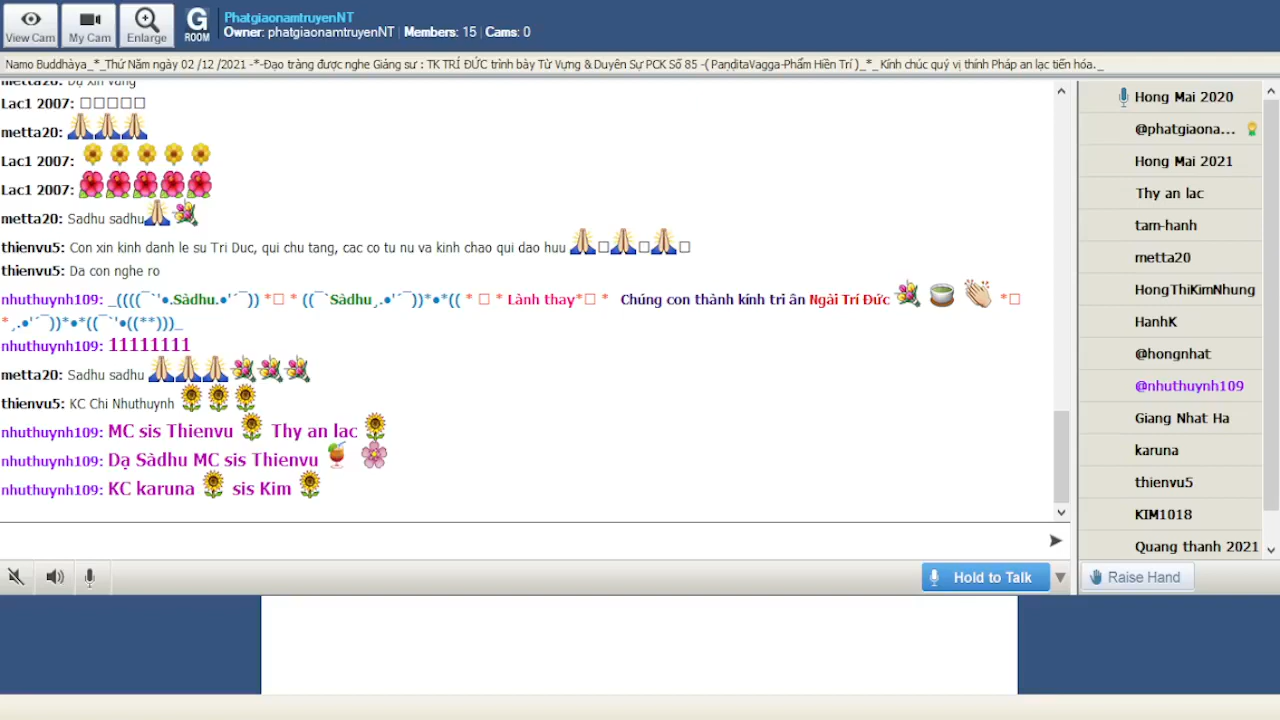 View Cam
My Cam
Enlarge
G
ROOM
PhatgiaonamtruyenNT
Owner: phatgiaonamtruyenNT | Members: 15 | Cams: 0
Namo Buddhàya_*_Thứ Năm ngày 02 /12 /2021 -*-Đạo tràng được nghe Giảng sư : TK TRÍ ĐỨC trình bày Từ Vựng & Duyên Sự PCK Số 85 -( PaṇḍitaVagga-Phẩm Hiền Trí )_*_ Kính chúc quý vị thính Pháp an lạc tiến hóa._
metta20: Dạ xin vâng
Lac1 2007: □□□□□
metta20: 🙏🙏🙏
Lac1 2007: 🌼🌼🌼🌼🌼
Lac1 2007: 🌺🌺🌺🌺🌺
metta20: Sadhu sadhu🙏💐
thienvu5: Con xin kinh danh le su Tri Duc, qui chu tang, cac co tu nu va kinh chao qui dao huu 🙏□🙏□🙏□
thienvu5: Da con nghe ro
nhuthuynh109: _((((¯`'•.Sàdhu.•'´¯)) *□ * ((¯`Sàdhu¸.•'´¯))*•*(( * □ * Lành thay*□ * Chúng con thành kính tri ân Ngài Trí Đức 💐 🍵 👏 *□
*¸.•'´¯))*•*((¯`'•((**)))_
nhuthuynh109: 11111111
metta20: Sadhu sadhu 🙏🙏🙏💐💐💐
thienvu5: KC Chi Nhuthuynh 🌻🌻🌻
nhuthuynh109: MC sis Thienvu 🌻 Thy an lac 🌻
nhuthuynh109: Dạ Sàdhu MC sis Thienvu 🍹 🌸
nhuthuynh109: KC karuna 🌻 sis Kim 🌻
Hold to Talk
Hong Mai 2020
@phatgiaona...
Hong Mai 2021
Thy an lac
tam-hanh
metta20
HongThiKimNhung
HanhK
@hongnhat
@nhuthuynh109
Giang Nhat Ha
karuna
thienvu5
KIM1018
Quang thanh 2021
Raise Hand